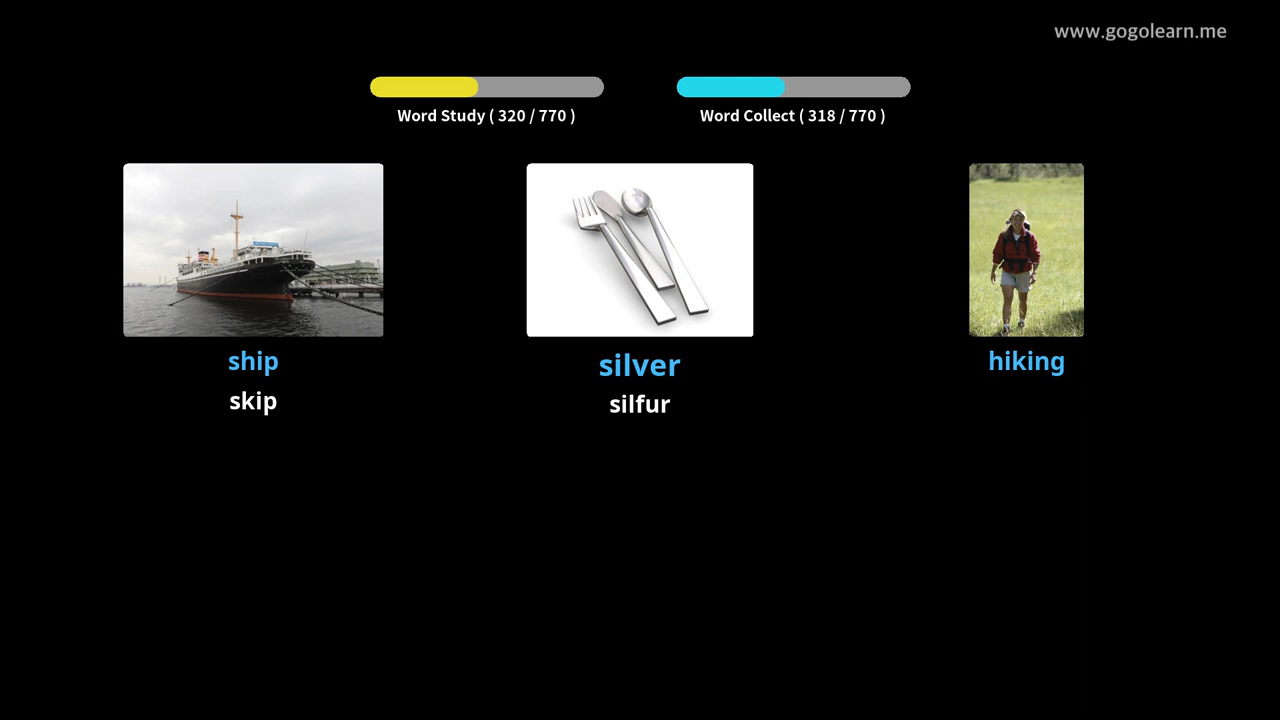 www.gogolearn.me
Word Study ( 320 / 770 )
Word Collect ( 318 / 770 )
ship
skip
silver
silfur
hiking